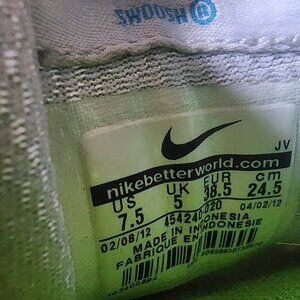 SWOOSH
JV
nikebetterworld.com
US UK EUR cm
7.5 5 38.5 24.5
02/08/12 04/02/12
MADE IN INDONESIA
FABRIQUE EN INDONESIE